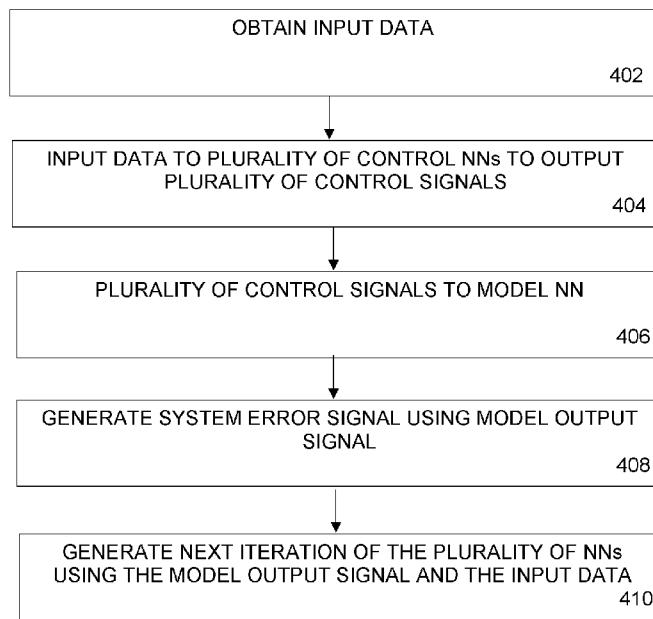 OBTAIN INPUT DATA
402
INPUT DATA TO PLURALITY OF CONTROL NNs TO OUTPUT
PLURALITY OF CONTROL SIGNALS
404
PLURALITY OF CONTROL SIGNALS TO MODEL NN
406
GENERATE SYSTEM ERROR SIGNAL USING MODEL OUTPUT
SIGNAL
408
GENERATE NEXT ITERATION OF THE PLURALITY OF NNs
USING THE MODEL OUTPUT SIGNAL AND THE INPUT DATA
410